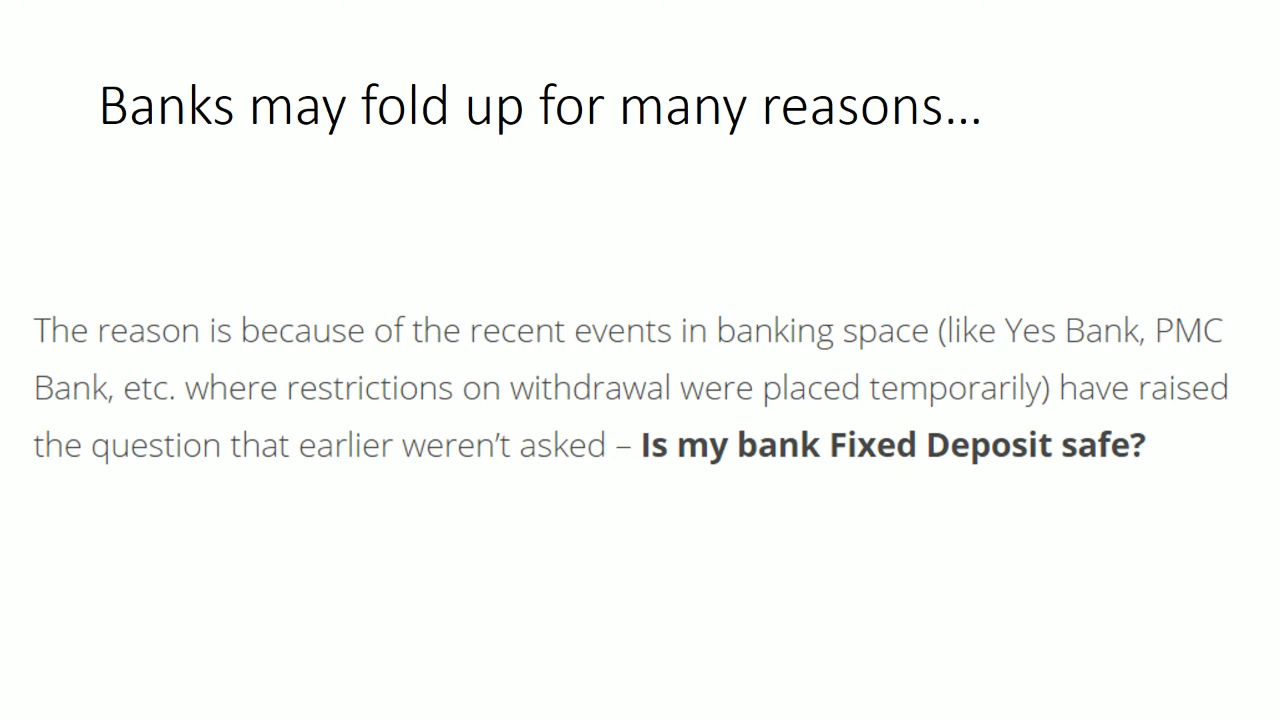 Banks may fold up for many reasons...
The reason is because of the recent events in banking space (like Yes Bank, PMC
Bank, etc. where restrictions on withdrawal were placed temporarily) have raised
the question that earlier weren’t asked – Is my bank Fixed Deposit safe?